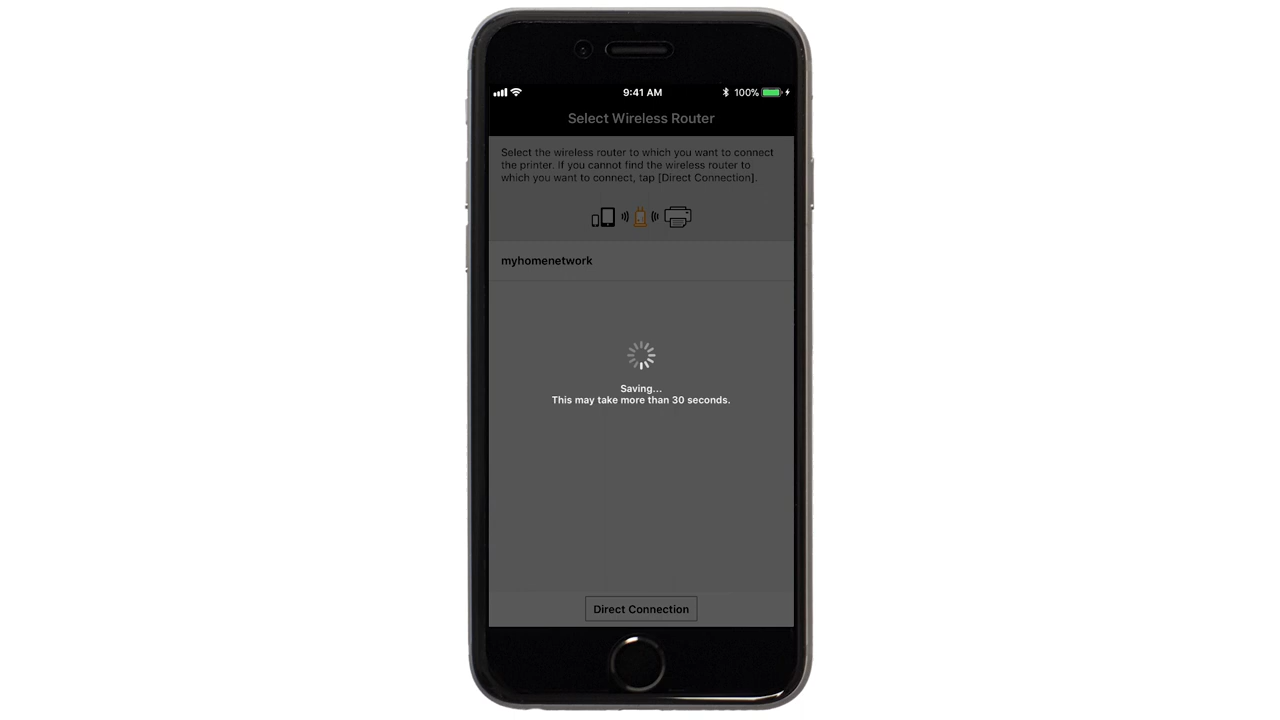 9:41 AM
100%
Select Wireless Router
Select the wireless router to which you want to connect
the printer. If you cannot find the wireless router to
which you want to connect, tap [Direct Connection].
myhomenetwork
Saving...
This may take more than 30 seconds.
Direct Connection